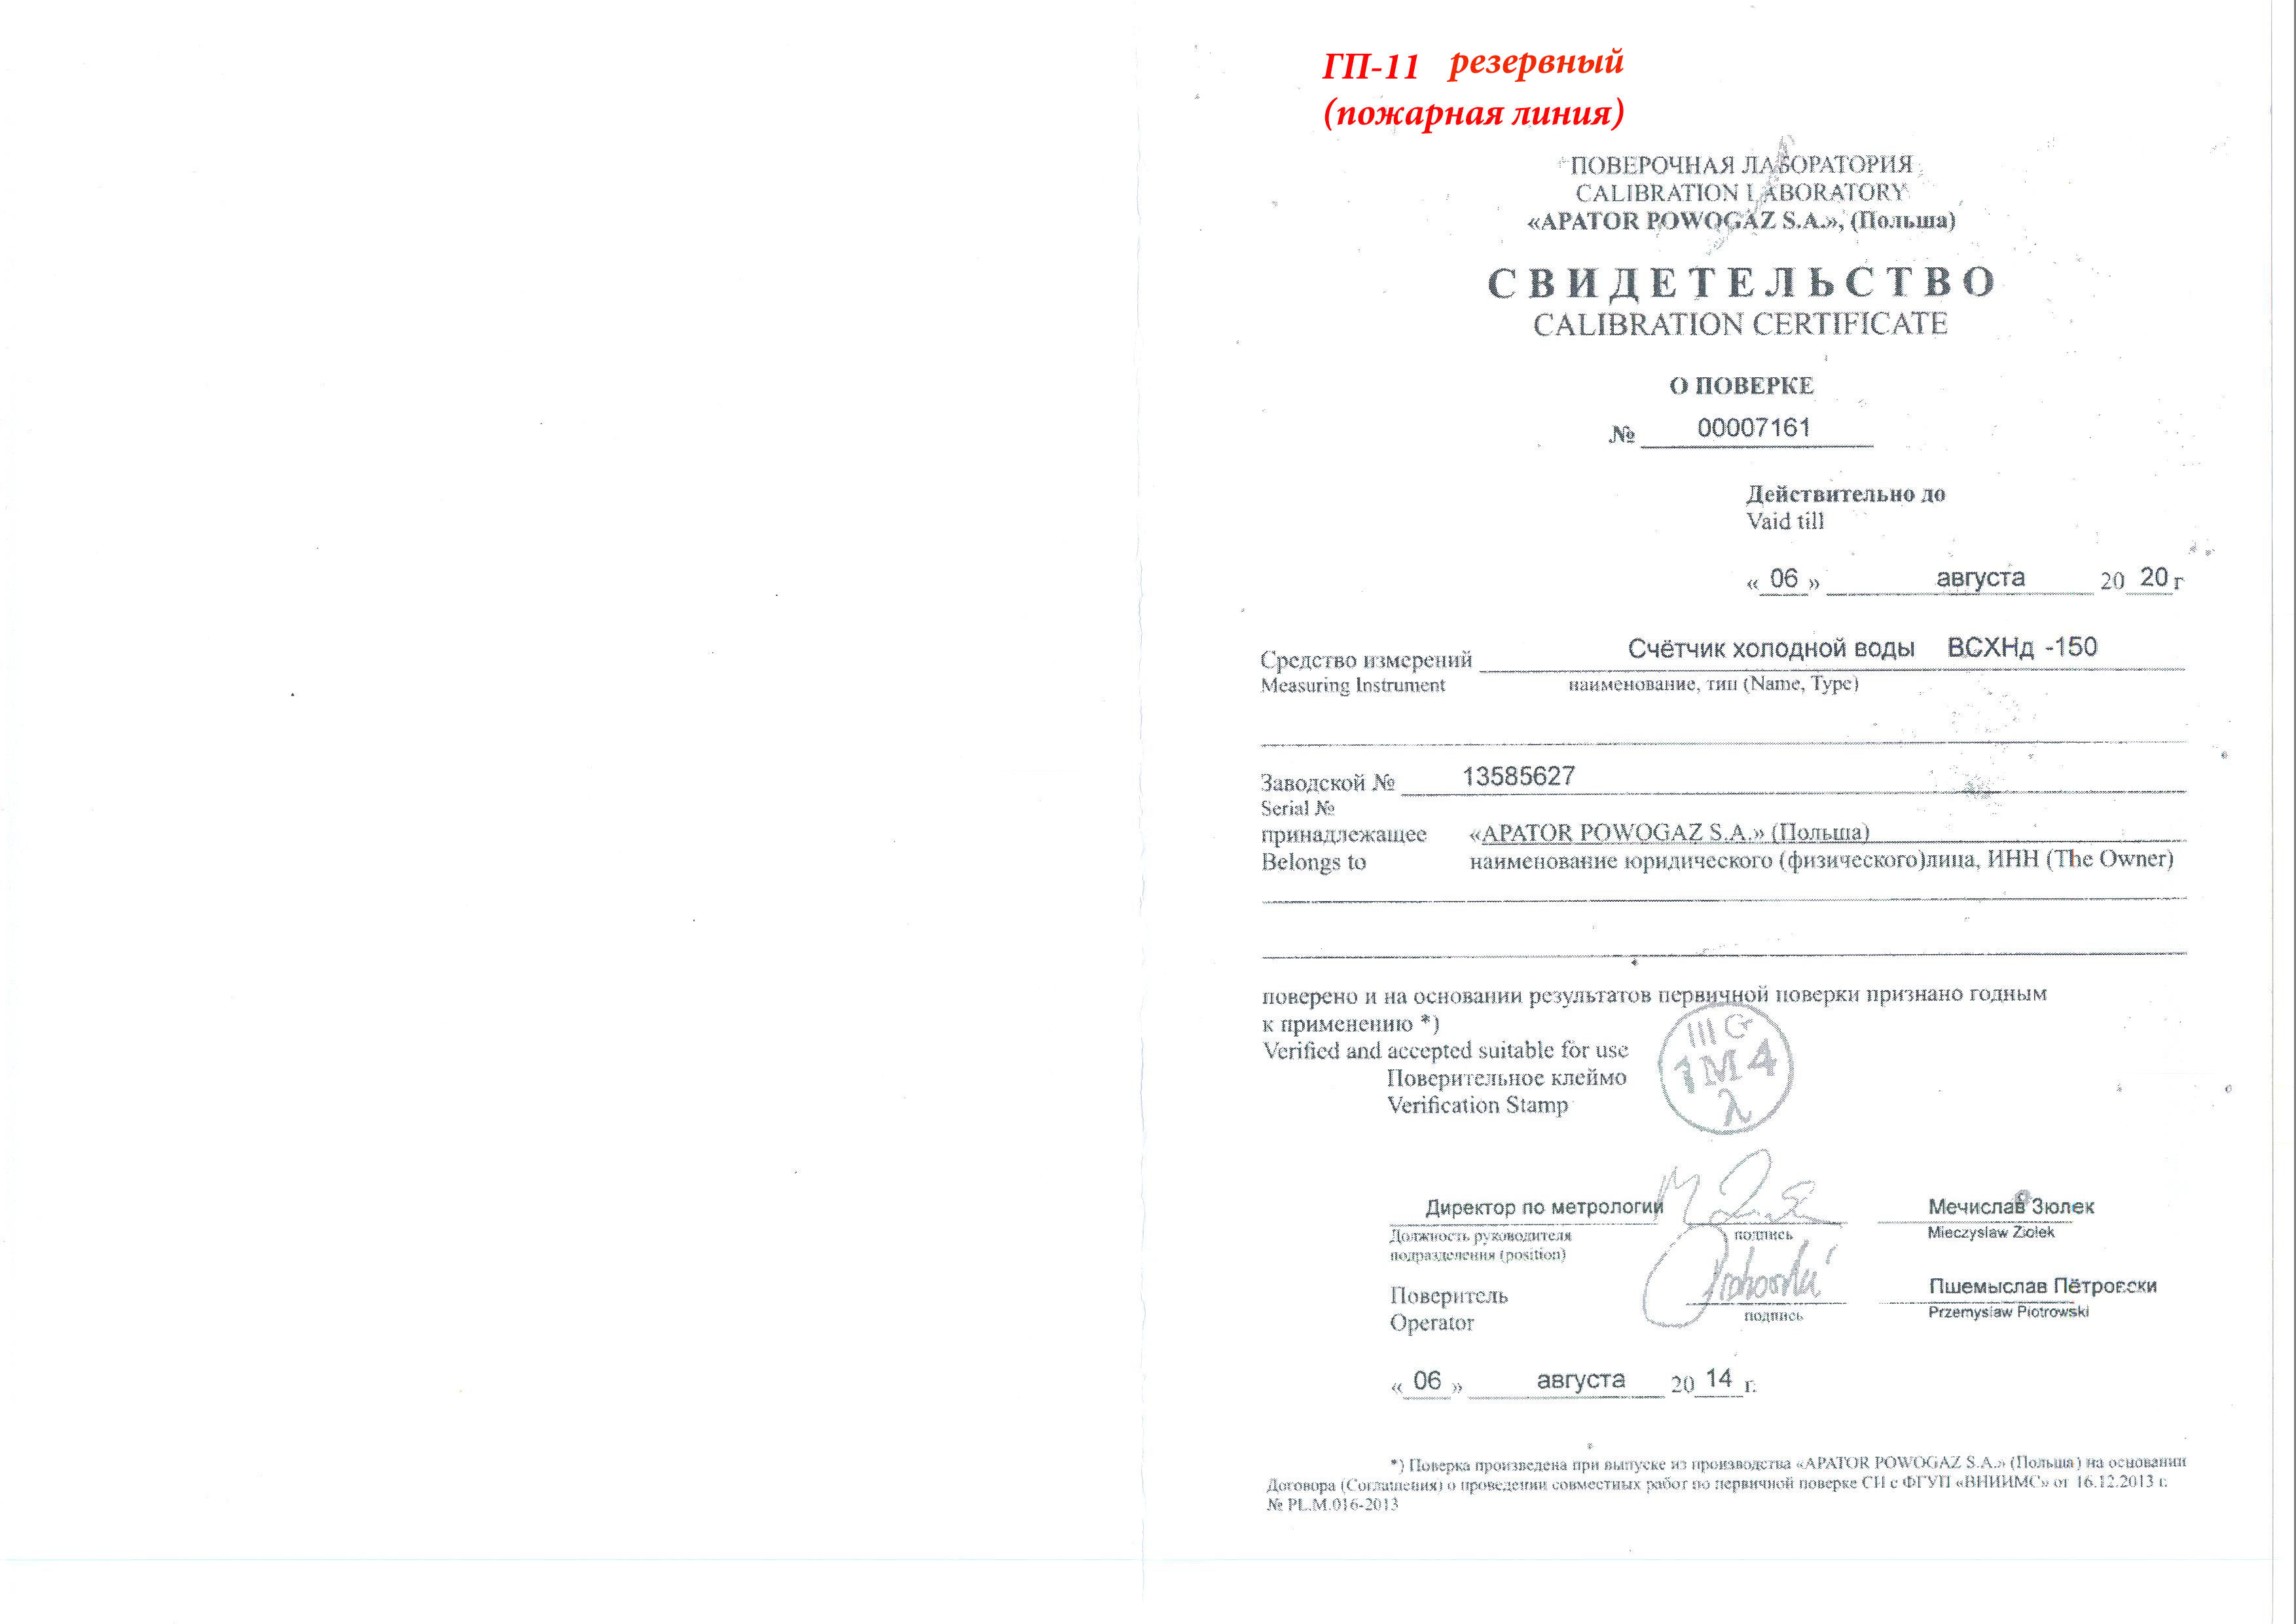 ГП-11 резервный
(пожарная линия)
ПОВЕРОЧНАЯ ЛАБОРАТОРИЯ
CALIBRATION LABORATORY
«APATOR POWOGAZ S.A.», (Польша)
СВИДЕТЕЛЬСТВО
CALIBRATION CERTIFICATE
О ПОВЕРКЕ
№ 00007161
Действительно до
Vaid till
« 06 » августа 20 20 г
Средство измерений Счётчик холодной воды ВСХНд -150
Measuring Instrument наименование, тип (Name, Type)
Заводской № 13585627
Serial №
принадлежащее «APATOR POWOGAZ S.A.» (Польша)
Belongs to наименование юридического (физического)лица, ИНН (The Owner)
поверено и на основании результатов первичной поверки признано годным
к применению *)
Verified and accepted suitable for use
Поверительное клеймо
Verification Stamp
III G
1 М 4
λ
Директор по метрологии Мечислав Зюлек
Должность руководителя подпись Mieczyslaw Ziolek
подразделения (position)
Поверитель Пшемыслав Пётровски
Operator подпись Przemyslaw Piotrowski
« 06 » августа 20 14 г.
*) Поверка произведена при выпуске из производства «APATOR POWOGAZ S.A.» (Польша) на основании
Договора (Соглашения) о проведении совместных работ по первичной поверке СИ с ФГУП «ВНИИМС» от 16.12.2013 г.
№ PL.M.016-2013